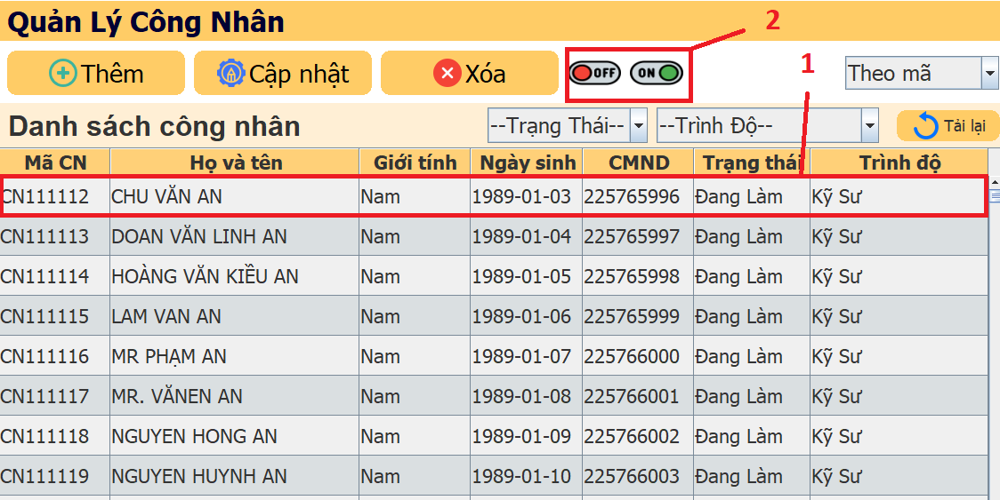 Quản Lý Công Nhân
2
Thêm Cập nhật Xóa OFF ON 1 Theo mã
Danh sách công nhân --Trạng Thái-- --Trình Độ-- Tải lại
Mã CN Họ và tên Giới tính Ngày sinh CMND Trạng thái Trình độ
CN111112 CHU VĂN AN Nam 1989-01-03 225765996 Đang Làm Kỹ Sư
CN111113 DOAN VĂN LINH AN Nam 1989-01-04 225765997 Đang Làm Kỹ Sư
CN111114 HOÀNG VĂN KIỀU AN Nam 1989-01-05 225765998 Đang Làm Kỹ Sư
CN111115 LAM VAN AN Nam 1989-01-06 225765999 Đang Làm Kỹ Sư
CN111116 MR PHẠM AN Nam 1989-01-07 225766000 Đang Làm Kỹ Sư
CN111117 MR. VĂNEN AN Nam 1989-01-08 225766001 Đang Làm Kỹ Sư
CN111118 NGUYEN HONG AN Nam 1989-01-09 225766002 Đang Làm Kỹ Sư
CN111119 NGUYEN HUYNH AN Nam 1989-01-10 225766003 Đang Làm Kỹ Sư